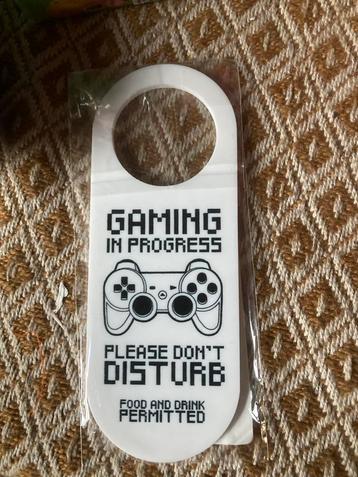 GAMING
IN PROGRESS
PLEASE DON'T
DISTURB
FOOD AND DRINK
PERMITTED